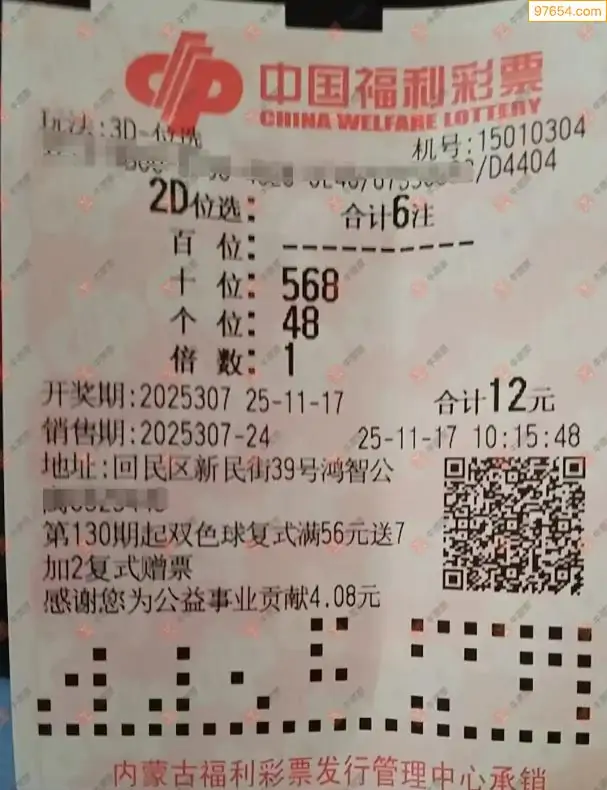 97654.com
中国福利彩票
CHINA WELFARE LOTTERY
玩法:3D-位选
机号:15010304
/D4404
2D位选: 合计6注
百 位: -----------
十 位: 568
个 位: 48
倍 数: 1
开奖期:2025307 25-11-17 合计12元
销售期:2025307-24 25-11-17 10:15:48
地址:回民区新民街39号鸿智公
第130期起双色球复式满56元送7
加2复式赠票
感谢您为公益事业贡献4.08元
内蒙古福利彩票发行管理中心承销